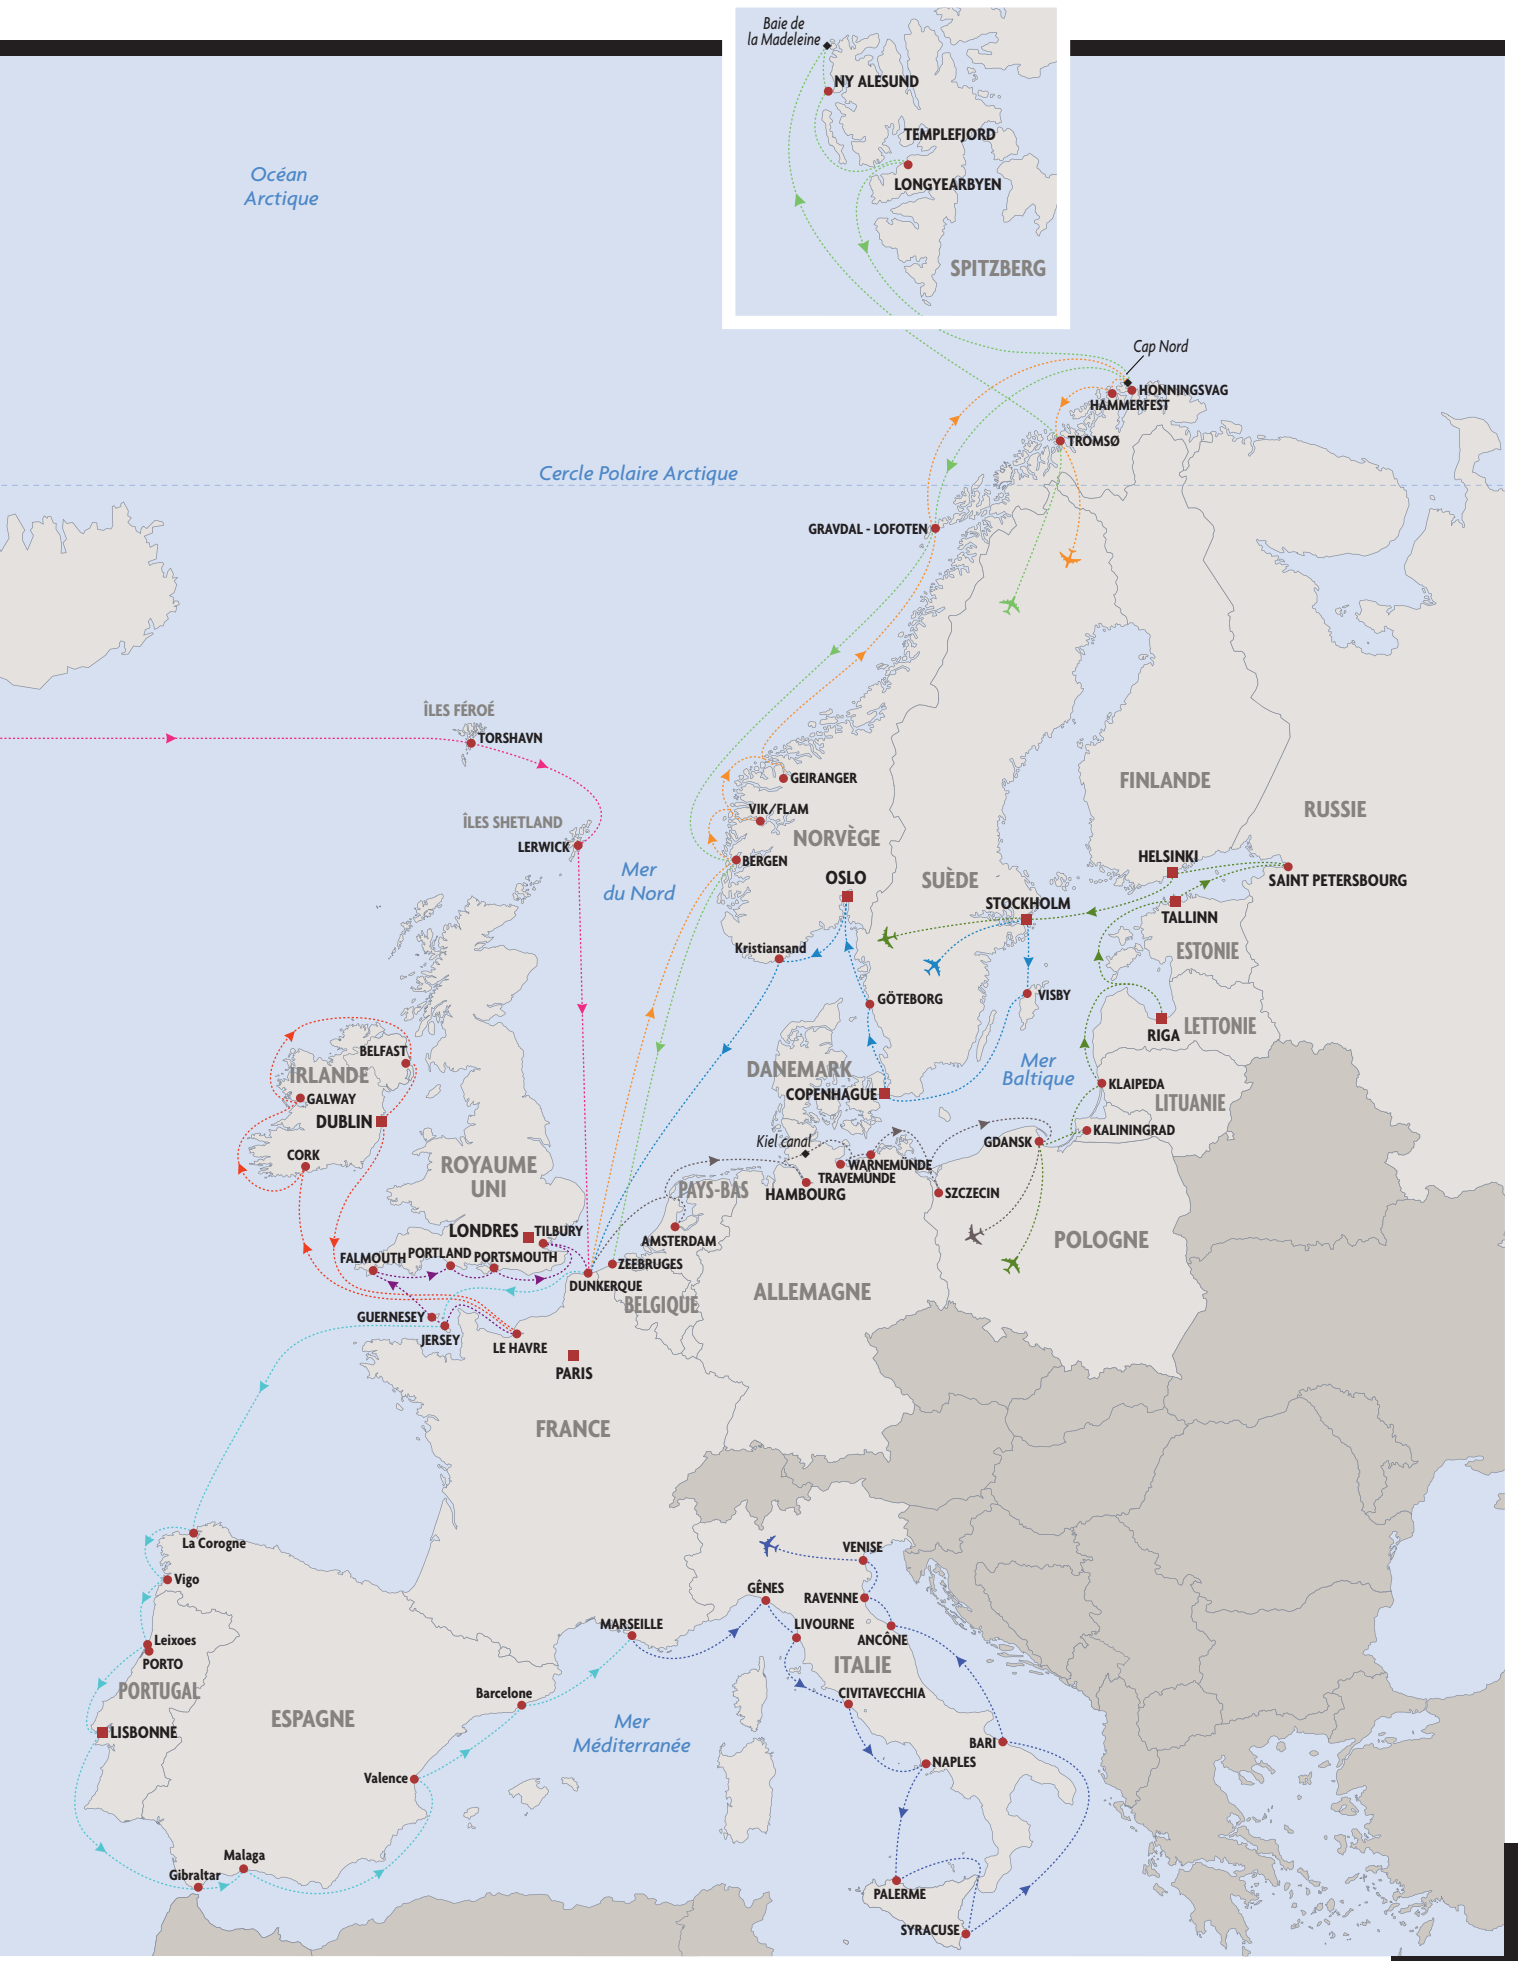 Baie de
la Madeleine
NY ALESUND
TEMPLEFJORD
LONGYEARBYEN
SPITZBERG
Océan
Arctique
Cap Nord
HONNINGSVAG
HAMMERFEST
TROMSØ
Cercle Polaire Arctique
GRAVDAL - LOFOTEN
ÎLES FÉROÉ
TORSHAVN
GEIRANGER
FINLANDE
RUSSIE
VIK/FLAM
ÎLES SHETLAND
NORVÈGE
LERWICK
HELSINKI
BERGEN
Mer
du Nord
OSLO
SUÈDE
SAINT PETERSBOURG
STOCKHOLM
TALLINN
Kristiansand
ESTONIE
VISBY
GÖTEBORG
LETTONIE
RIGA
BELFAST
IRLANDE
DANEMARK
Mer
Baltique
KLAIPEDA
GALWAY
COPENHAGUE
LITUANIE
DUBLIN
KALININGRAD
Kiel canal
GDANSK
CORK
ROYAUME
UNI
WARNEMÜNDE
TRAVEMÜNDE
PAYS-BAS
HAMBOURG
SZCZECIN
LONDRES
TILBURY
AMSTERDAM
POLOGNE
FALMOUTH
PORTLAND
PORTSMOUTH
ZEEBRUGES
DUNKERQUE
ALLEMAGNE
BELGIQUE
GUERNESEY
JERSEY
LE HAVRE
PARIS
FRANCE
La Corogne
VENISE
Vigo
GÊNES
RAVENNE
MARSEILLE
LIVOURNE
Leixoes
ANCÔNE
PORTO
ITALIE
PORTUGAL
Barcelone
CIVITAVECCHIA
ESPAGNE
Mer
Méditerranée
LISBONNE
BARI
NAPLES
Valence
Malaga
Gibraltar
PALERME
SYRACUSE